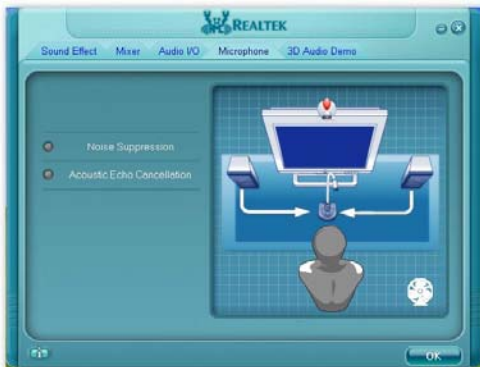 REALTEK
Sound Effect Mixer Audio I/O Microphone 3D Audio Demo
Noise Suppression
Acoustic Echo Cancellation
OK